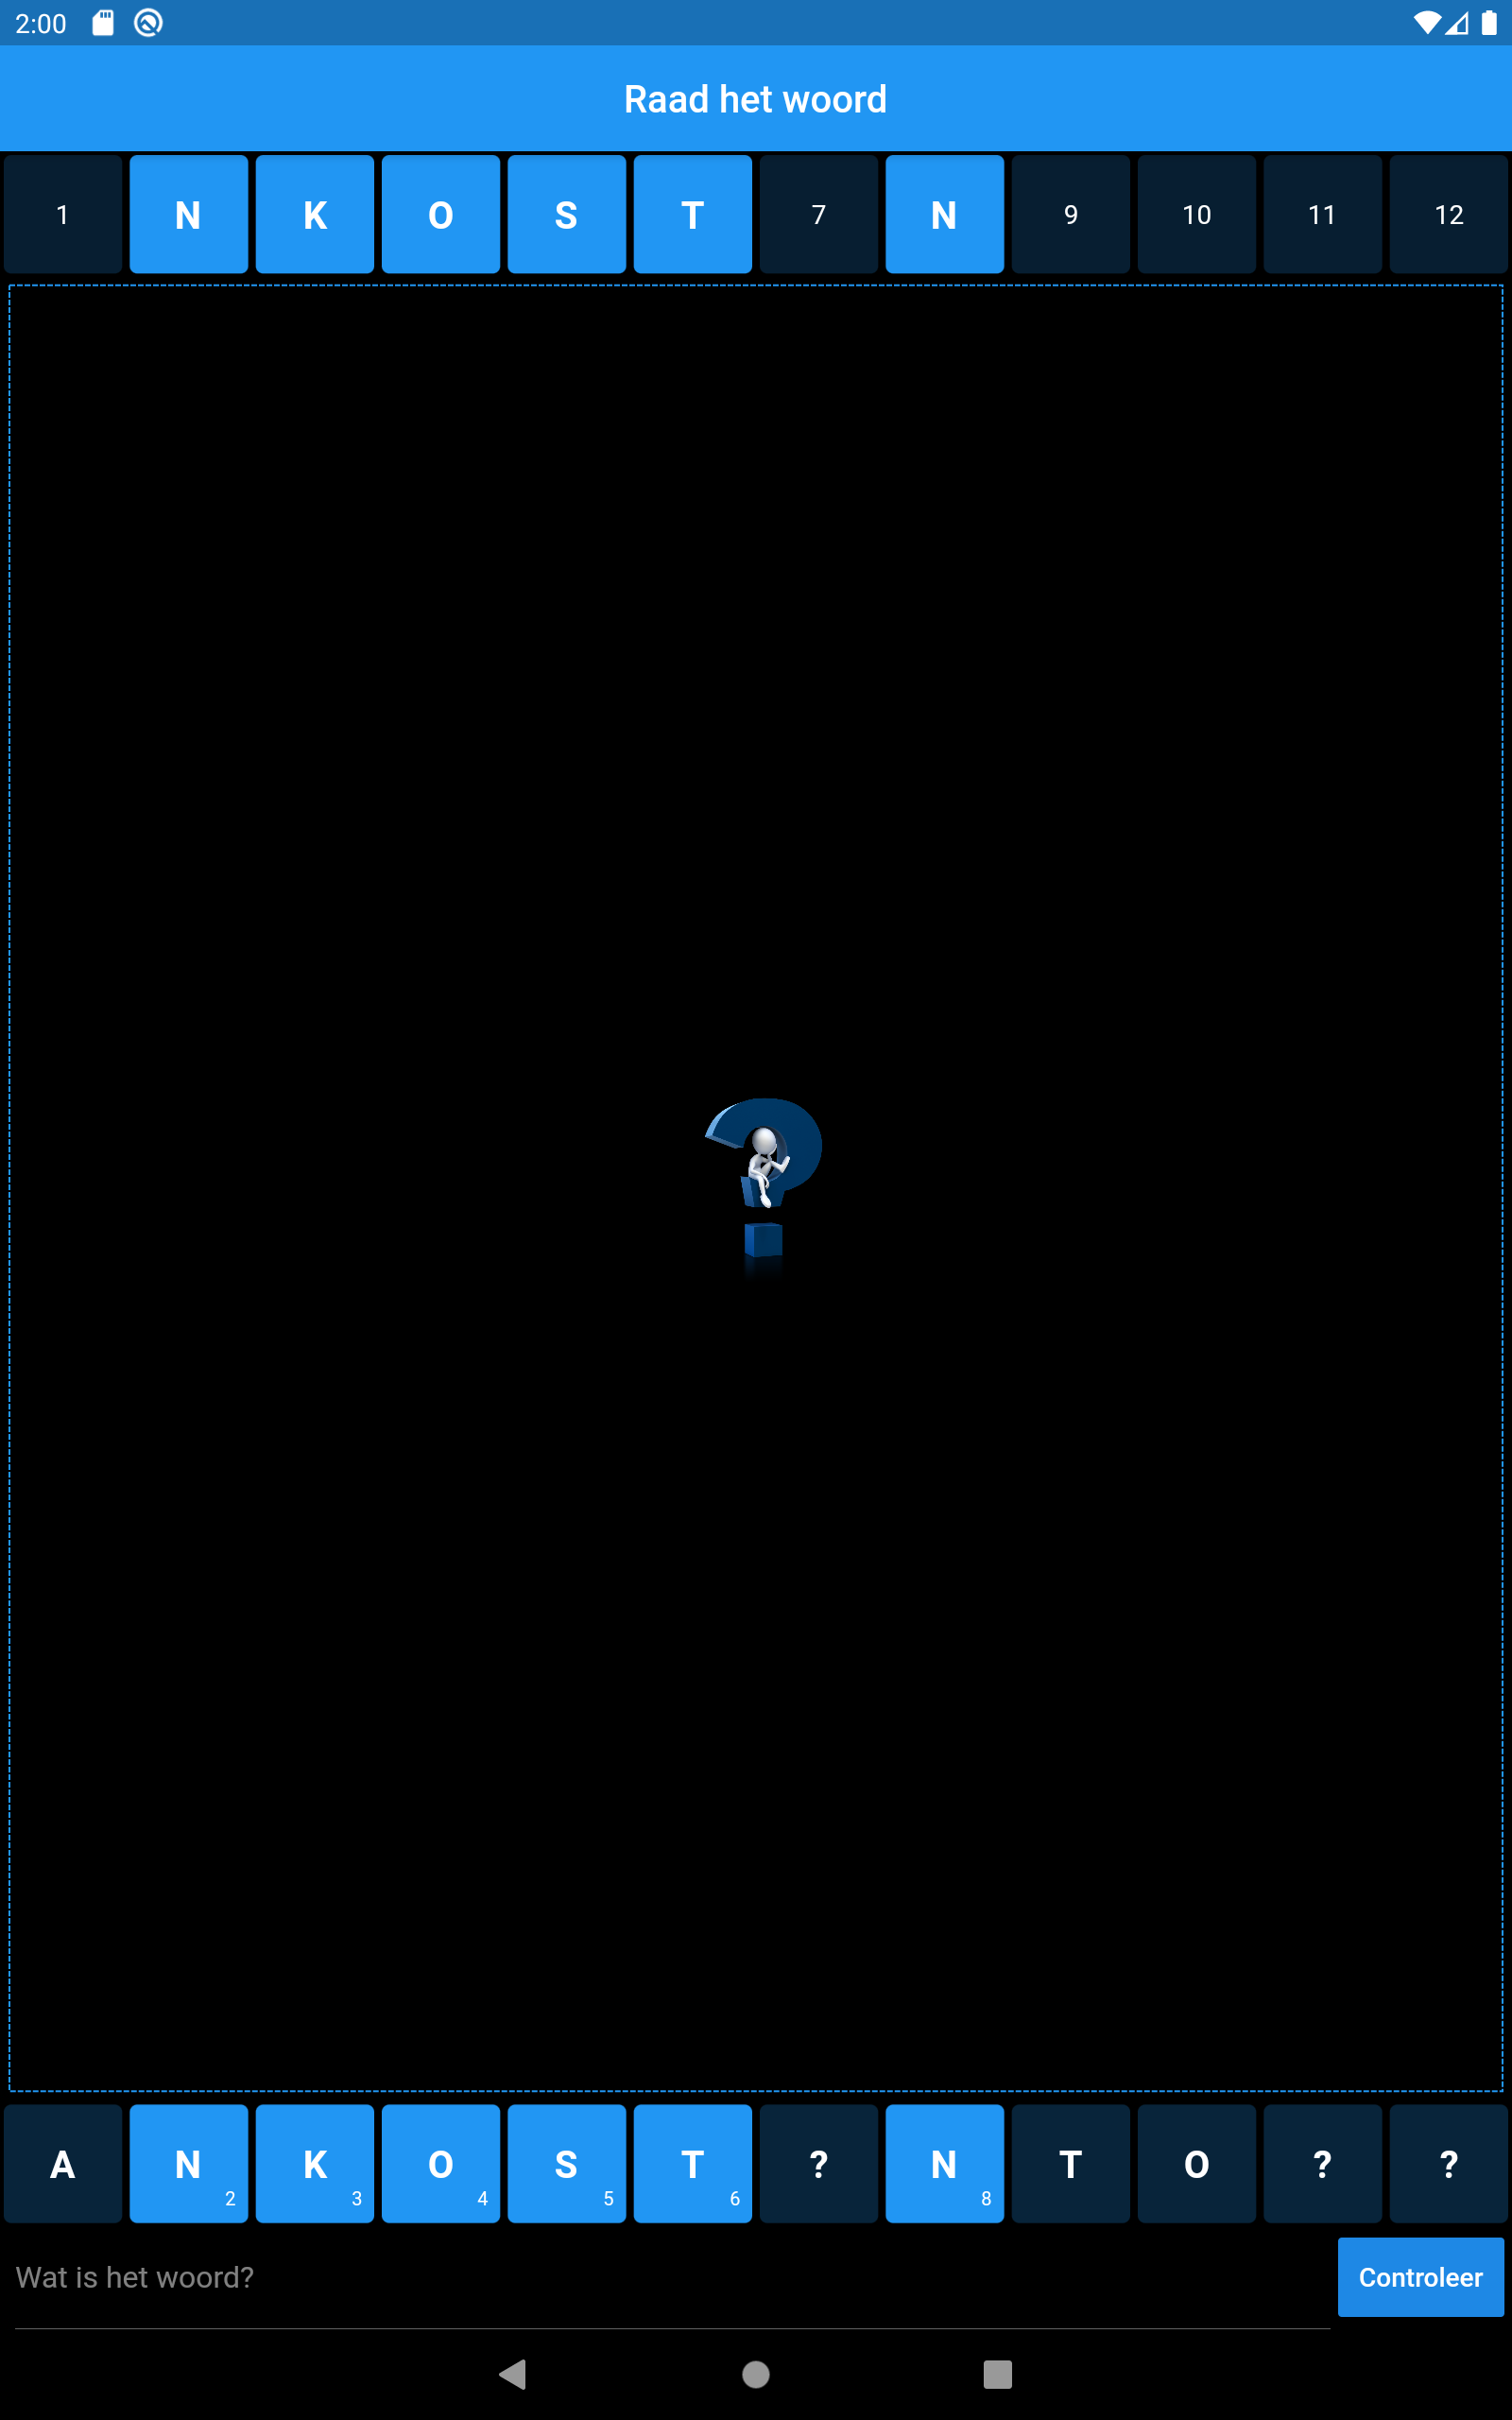 2:00
Raad het woord
1 N K O S T 7 N 9 10 11 12
A N 2 K 3 O 4 S 5 T 6 ? N 8 T O ? ?
Wat is het woord? Controleer